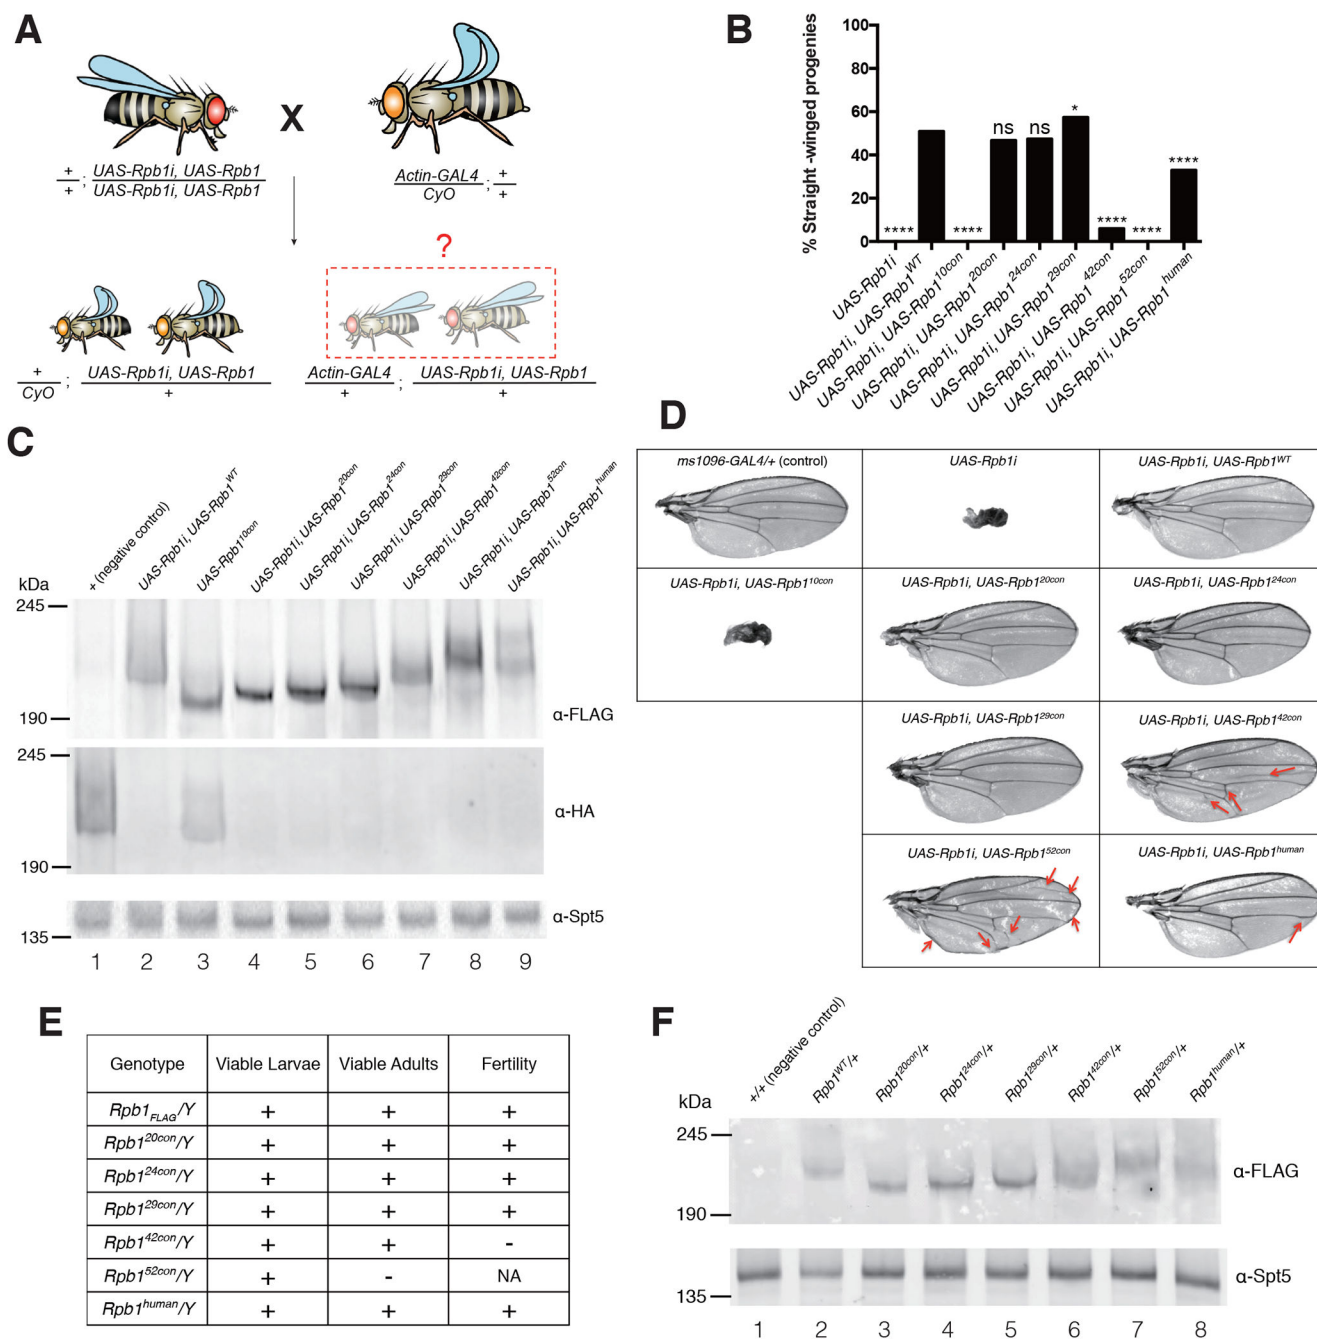 A
X
+ ; UAS-Rpb1i, UAS-Rpb1
+ UAS-Rpb1i, UAS-Rpb1
Actin-GAL4 ; +
CyO +
?
+ ; UAS-Rpb1i, UAS-Rpb1
CyO +
Actin-GAL4 ; UAS-Rpb1i, UAS-Rpb1
+ +
B
% Straight -winged progenies
100
80
60
40
20
0
****
****
ns
ns
*
****
****
****
UAS-Rpb1i
UAS-Rpb1i, UAS-Rpb1WT
UAS-Rpb1i, UAS-Rpb110con
UAS-Rpb1i, UAS-Rpb120con
UAS-Rpb1i, UAS-Rpb124con
UAS-Rpb1i, UAS-Rpb129con
UAS-Rpb1i, UAS-Rpb142con
UAS-Rpb1i, UAS-Rpb152con
UAS-Rpb1i, UAS-Rpb1human
C
+ (negative control)
UAS-Rpb1i, UAS-Rpb1WT
UAS-Rpb110con
UAS-Rpb1i, UAS-Rpb120con
UAS-Rpb1i, UAS-Rpb124con
UAS-Rpb1i, UAS-Rpb129con
UAS-Rpb1i, UAS-Rpb142con
UAS-Rpb1i, UAS-Rpb152con
UAS-Rpb1i, UAS-Rpb1human
kDa
245
190
α-FLAG
245
190
α-HA
135
α-Spt5
1 2 3 4 5 6 7 8 9
D
ms1096-GAL4/+ (control)
UAS-Rpb1i
UAS-Rpb1i, UAS-Rpb1WT
UAS-Rpb1i, UAS-Rpb110con
UAS-Rpb1i, UAS-Rpb120con
UAS-Rpb1i, UAS-Rpb124con
UAS-Rpb1i, UAS-Rpb129con
UAS-Rpb1i, UAS-Rpb142con
UAS-Rpb1i, UAS-Rpb152con
UAS-Rpb1i, UAS-Rpb1human
E
Genotype Viable Larvae Viable Adults Fertility
Rpb1FLAG/Y + + +
Rpb120con/Y + + +
Rpb124con/Y + + +
Rpb129con/Y + + +
Rpb142con/Y + + -
Rpb152con/Y + - NA
Rpb1human/Y + + +
F
+/+ (negative control)
Rpb1WT/+
Rpb120con/+
Rpb124con/+
Rpb129con/+
Rpb142con/+
Rpb152con/+
Rpb1human/+
kDa
245
190
α-FLAG
135
α-Spt5
1 2 3 4 5 6 7 8